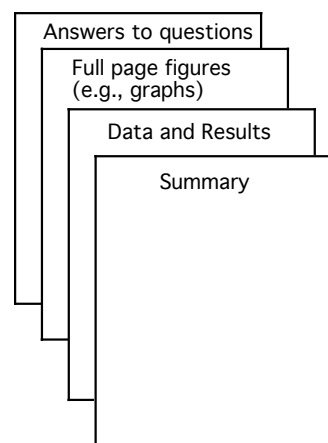 Answers to questions
Full page figures
(e.g., graphs)
Data and Results
Summary